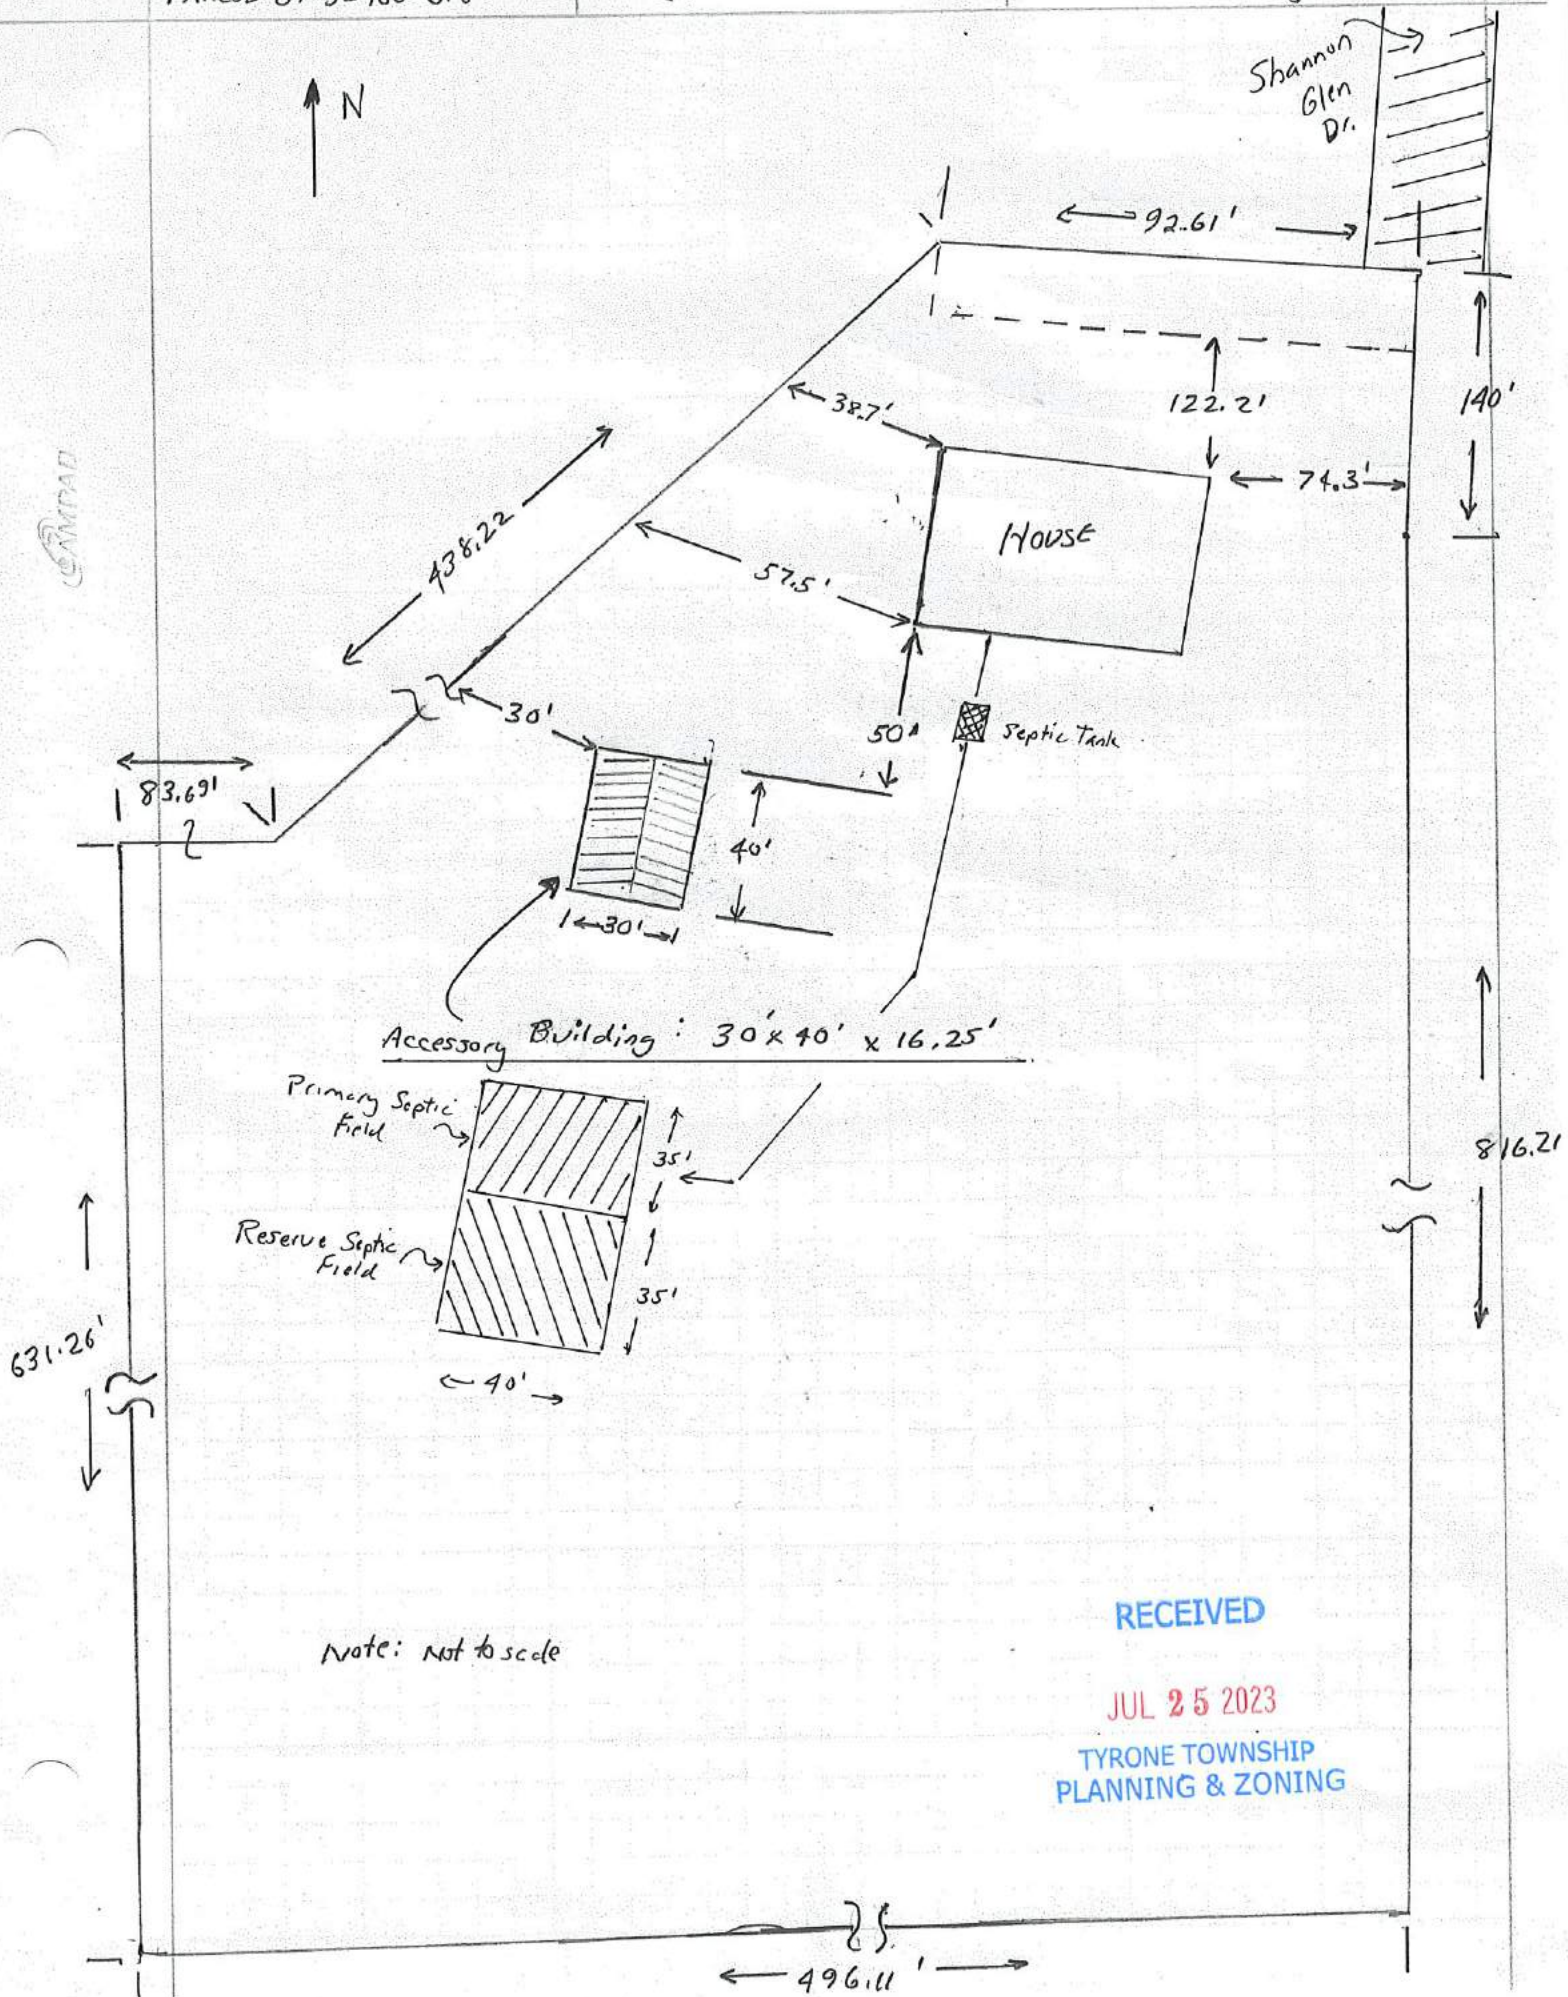 N
Shannon
Glen
Dr.
92.61'
140'
122.2'
38.7'
74.3'
HOUSE
438.22
57.5'
30'
50'
Septic Tank
83.69'
40'
30'
Accessory Building : 30' x 40' x 16.25'
Primary Septic
Field
35'
816.21
Reserve Septic
Field
35'
631.26'
40'
Note: Not to scale
RECEIVED
JUL 25 2023
TYRONE TOWNSHIP
PLANNING & ZONING
496.11'
AMPAD